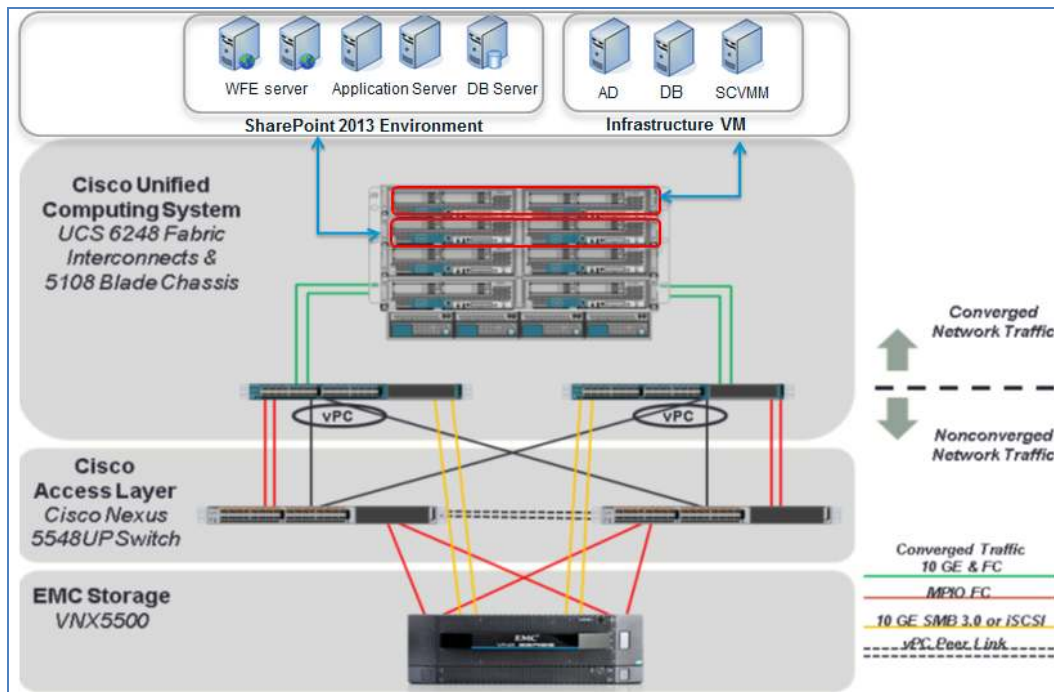 WFE server
Application Server
DB Server
AD
DB
SCVMM
SharePoint 2013 Environment
Infrastructure VM
Cisco Unified
Computing System
UCS 6248 Fabric
Interconnects &
5108 Blade Chassis
Converged
Network Traffic
vPC
vPC
Nonconverged
Network Traffic
Cisco
Access Layer
Cisco Nexus
5548UP Switch
Converged Traffic
10 GE & FC
MPIO FC
10 GE SMB 3.0 or iSCSI
vPC Peer Link
EMC Storage
VNX5500
EMC²